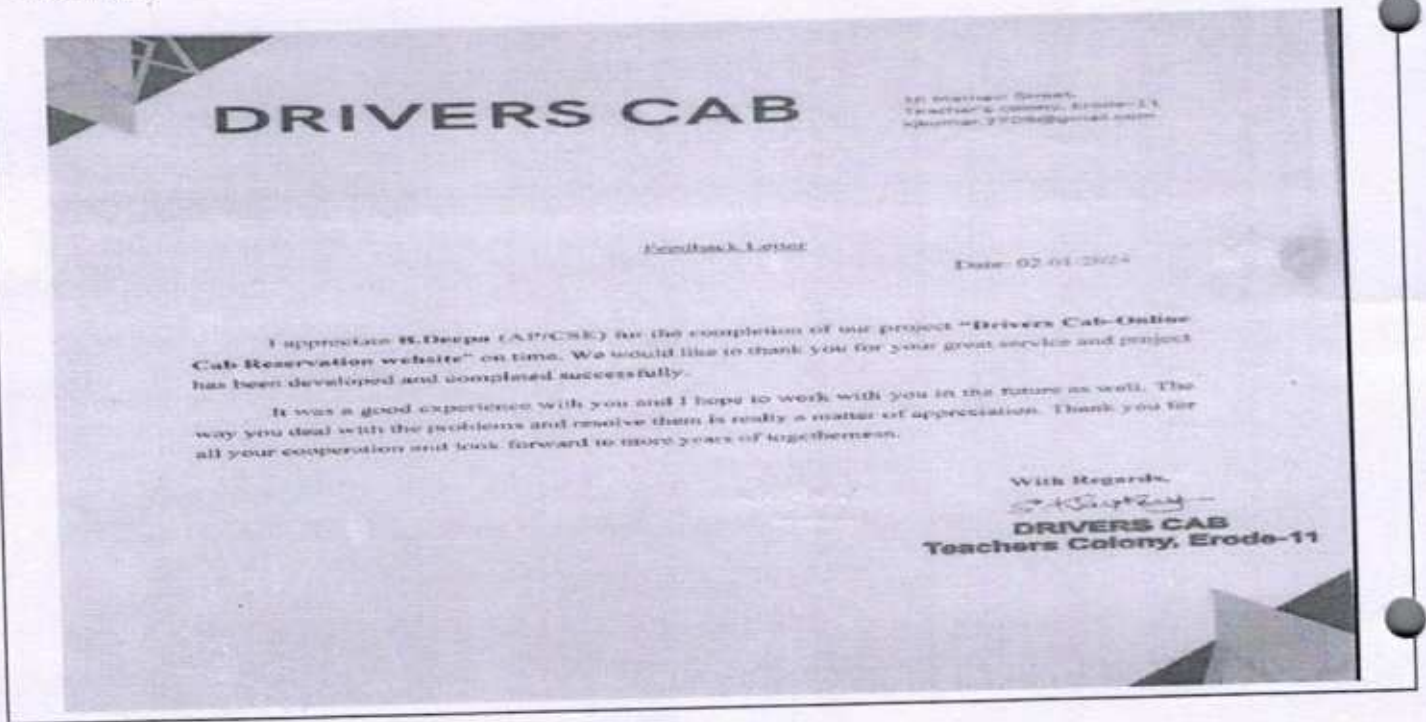 DRIVERS CAB
Teacher's colony, Erode-11
Feedback Letter
Date: 02-01-2024
I appreciate B.Deepa (AP/CSE) for the completion of our project "Drivers Cab-Online
Cab Reservation website" on time. We would like to thank you for your great service and project
has been developed and completed successfully.
It was a good experience with you and I hope to work with you in the future as well. The
way you deal with the problems and resolve them is really a matter of appreciation. Thank you for
all your cooperation and look forward to more years of togetherness.
With Regards,
DRIVERS CAB
Teachers Colony, Erode-11